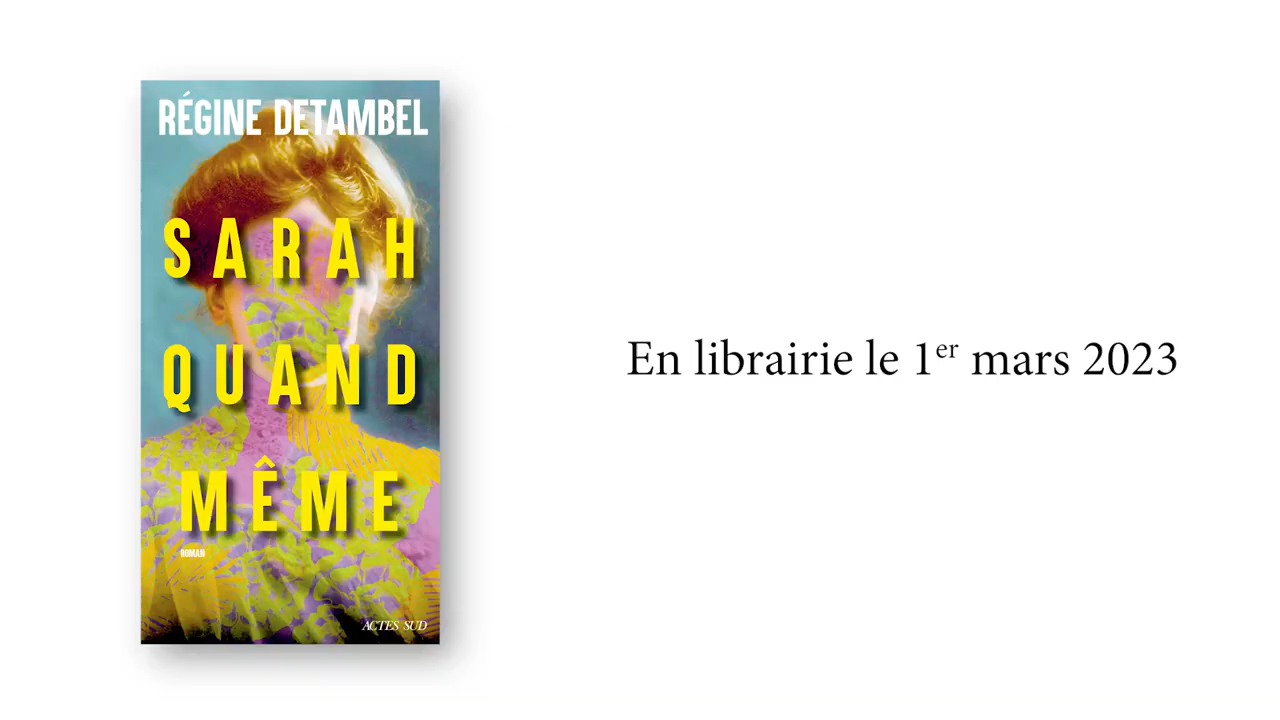 RÉGINE DETAMBEL
SARAH
QUAND
MÊME
ROMAN
ACTES SUD
En librairie le 1er mars 2023